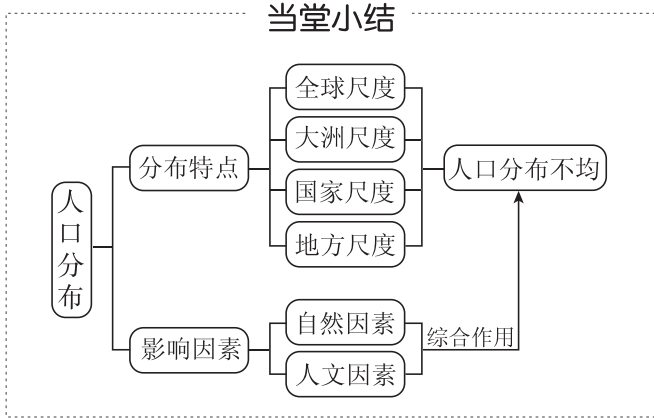 当堂小结
人口分布
分布特点
全球尺度
大洲尺度
国家尺度
地方尺度
人口分布不均
影响因素
自然因素
人文因素
综合作用